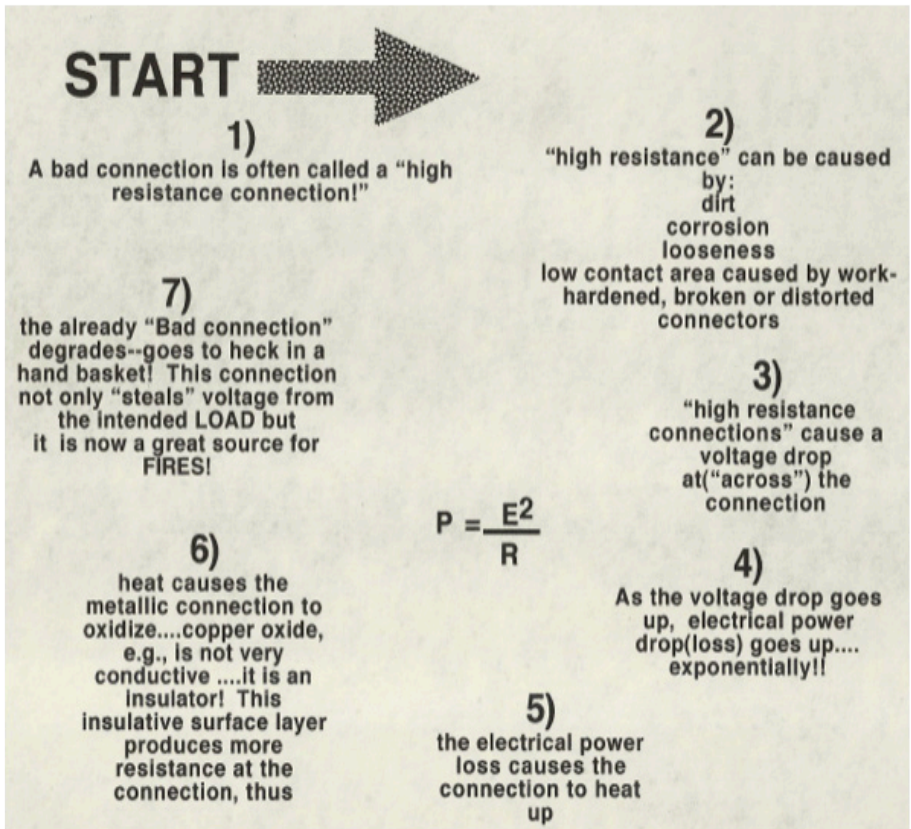 START
1)
A bad connection is often called a “high
resistance connection!”
2)
“high resistance” can be caused
by:
dirt
corrosion
looseness
low contact area caused by work-
hardened, broken or distorted
connectors
3)
“high resistance
connections” cause a
voltage drop
at(“across”) the
connection
4)
As the voltage drop goes
up, electrical power
drop(loss) goes up....
exponentially!!
5)
the electrical power
loss causes the
connection to heat
up
6)
heat causes the
metallic connection to
oxidize....copper oxide,
e.g., is not very
conductive ....it is an
insulator! This
insulative surface layer
produces more
resistance at the
connection, thus
7)
the already “Bad connection”
degrades--goes to heck in a
hand basket! This connection
not only “steals” voltage from
the intended LOAD but
it is now a great source for
FIRES!
P = E²
R